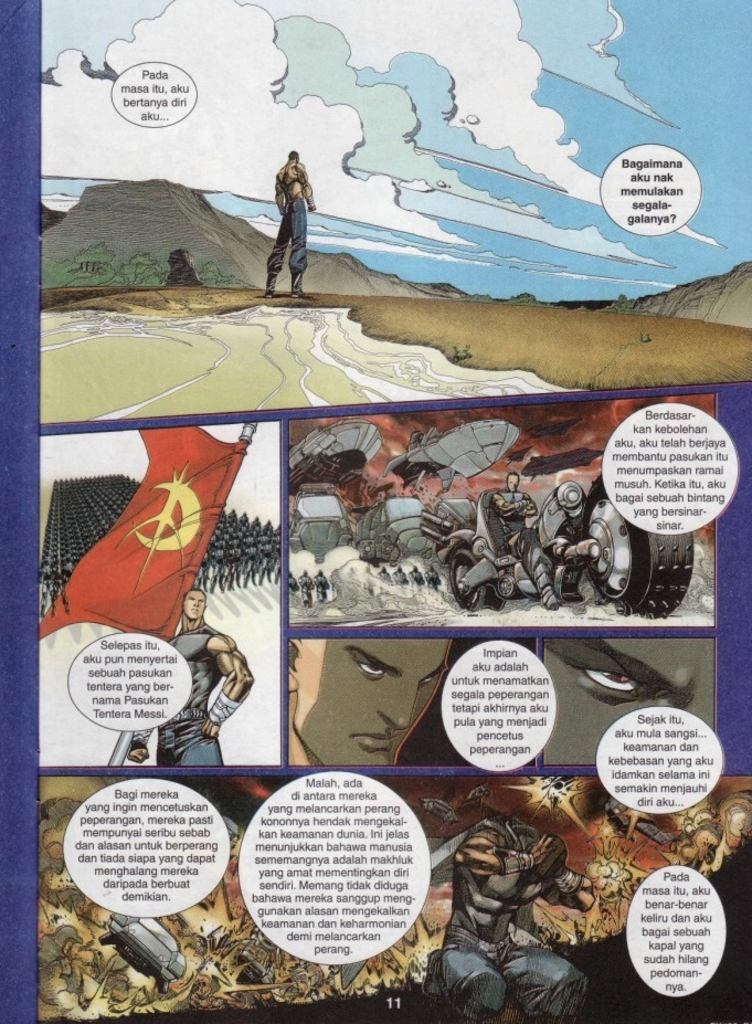 Pada
masa itu, aku
bertanya diri
aku...
Bagaimana
aku nak
memulakan
segala-
galanya?
Selepas itu,
aku pun menyertai
sebuah pasukan
tentera yang ber-
nama Pasukan
Tentera Messi.
Berdasar-
kan kebolehan
aku, aku telah berjaya
membantu pasukan itu
menumpaskan ramai
musuh. Ketika itu, aku
bagai sebuah bintang
yang bersinar-
sinar.
Impian
aku adalah
untuk menamatkan
segala peperangan
tetapi akhirnya aku
pula yang menjadi
pencetus
peperangan
...
Sejak itu,
aku mula sangsi...
keamanan dan
kebebasan yang aku
idamkan selama ini
semakin menjauhi
diri aku...
Bagi mereka
yang ingin mencetuskan
peperangan, mereka pasti
mempunyai seribu sebab
dan alasan untuk berperang
dan tiada siapa yang dapat
menghalang mereka
daripada berbuat
demikian.
Malah, ada
di antara mereka
yang melancarkan perang
kononnya hendak mengekal-
kan keamanan dunia. Ini jelas
menunjukkan bahawa manusia
sememangnya adalah makhluk
yang amat mementingkan diri
sendiri. Memang tidak diduga
bahawa mereka sanggup meng-
gunakan alasan mengekalkan
keamanan dan keharmonian
demi melancarkan
perang.
Pada
masa itu, aku
benar-benar
keliru dan aku
bagai sebuah
kapal yang
sudah hilang
pedoman-
nya.
11